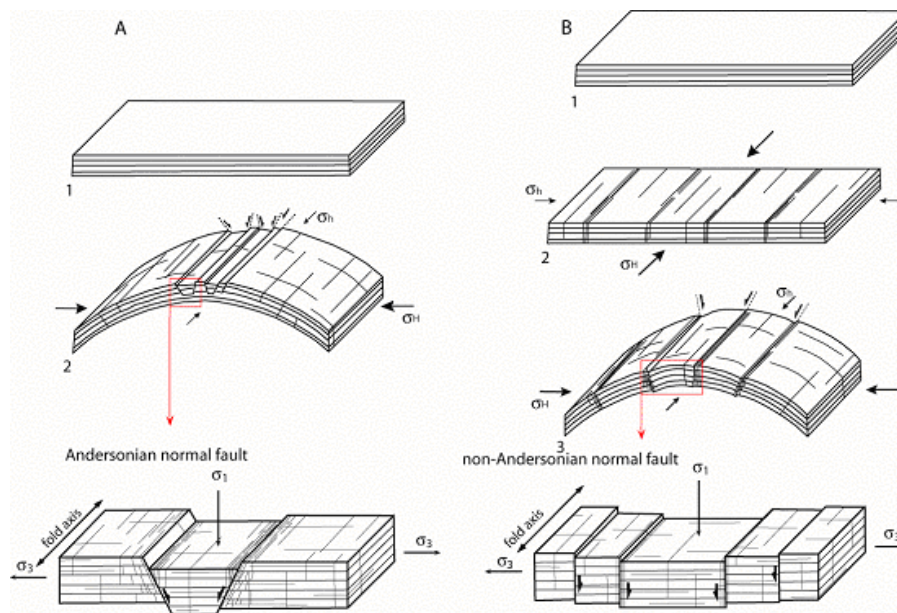 A
1
σh
σH
2
Andersonian normal fault
σ1
fold axis
σ3
σ3
B
1
σh
σH
2
σh
σH
3
non-Andersonian normal fault
σ1
fold axis
σ3
σ3